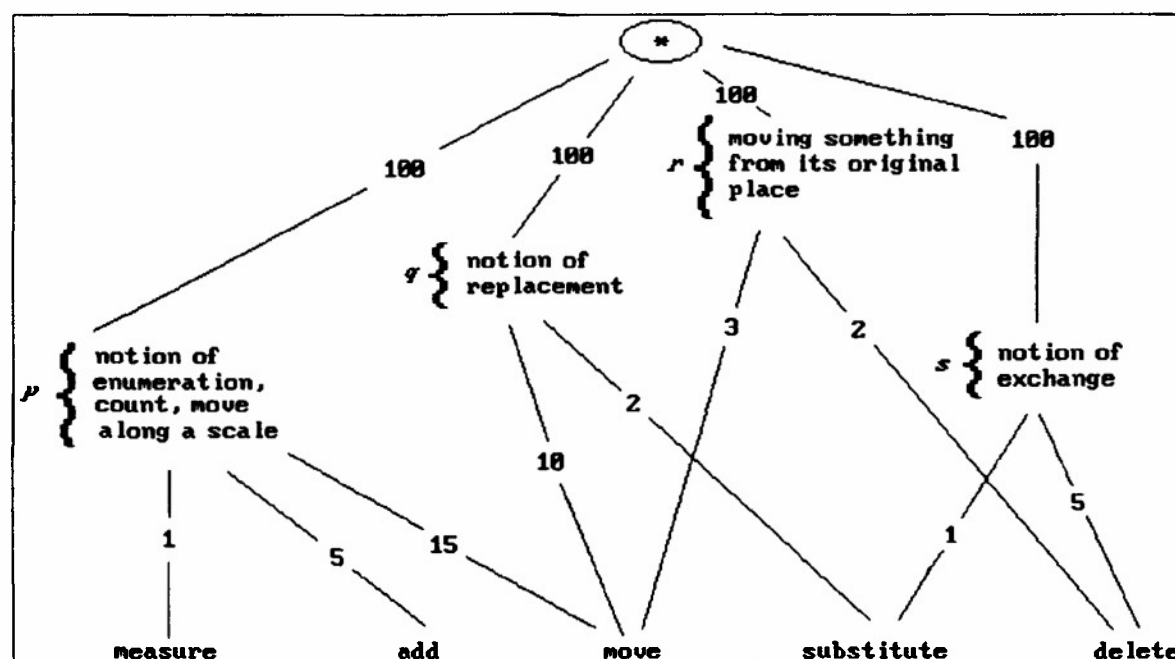 *
100
100
100
100
r { moving something
from its original
place
q { notion of
replacement
p { notion of
enumeration,
count, move
along a scale
s { notion of
exchange
3
2
2
10
1
5
15
1
5
measure add move substitute delete